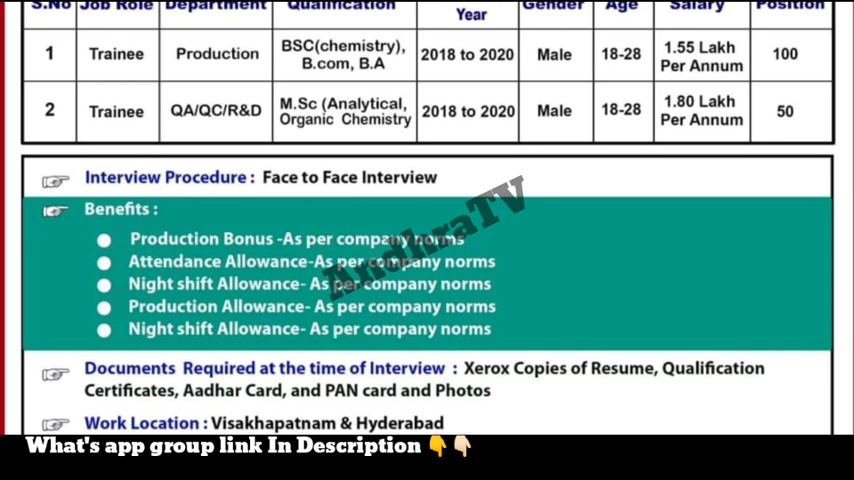 S.No Job Role Department Qualification Year Gender Age Salary Position
1 Trainee Production BSC(chemistry), B.com, B.A 2018 to 2020 Male 18-28 1.55 Lakh Per Annum 100
2 Trainee QA/QC/R&D M.Sc (Analytical, Organic Chemistry 2018 to 2020 Male 18-28 1.80 Lakh Per Annum 50
Interview Procedure : Face to Face Interview
Benefits :
Production Bonus -As per company norms
Attendance Allowance-As per company norms
Night shift Allowance- As per company norms
Production Allowance- As per company norms
Night shift Allowance- As per company norms
AndhraTV
Documents Required at the time of Interview : Xerox Copies of Resume, Qualification
Certificates, Aadhar Card, and PAN card and Photos
Work Location : Visakhapatnam & Hyderabad
What's app group link In Description 👇👇🏻